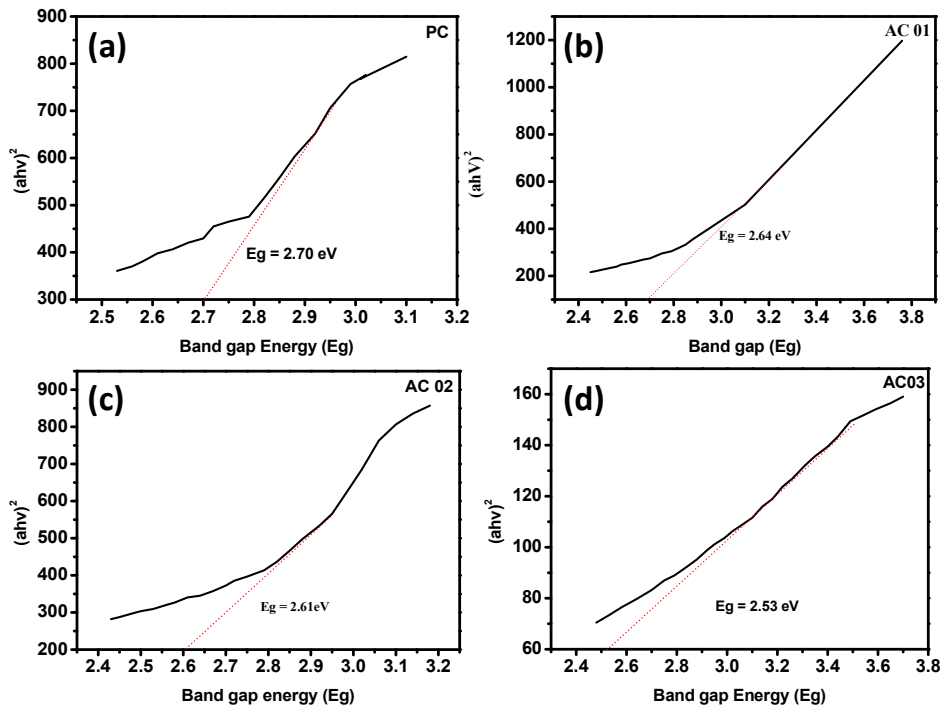 (a)
PC
(ahv)²
800
700
600
500
400
300
Eg = 2.70 eV
2.5 2.6 2.7 2.8 2.9 3.0 3.1 3.2
Band gap Energy (Eg)
(b)
AC 01
(ahV)²
1200
1000
800
600
400
200
Eg = 2.64 eV
2.4 2.6 2.8 3.0 3.2 3.4 3.6 3.8
Band gap (Eg)
(c)
AC 02
(ahv)²
900
800
700
600
500
400
300
200
Eg = 2.61eV
2.4 2.5 2.6 2.7 2.8 2.9 3.0 3.1 3.2
Band gap energy (Eg)
(d)
AC03
(ahv)²
160
140
120
100
80
60
Eg = 2.53 eV
2.4 2.6 2.8 3.0 3.2 3.4 3.6 3.8
Band gap Energy (Eg)